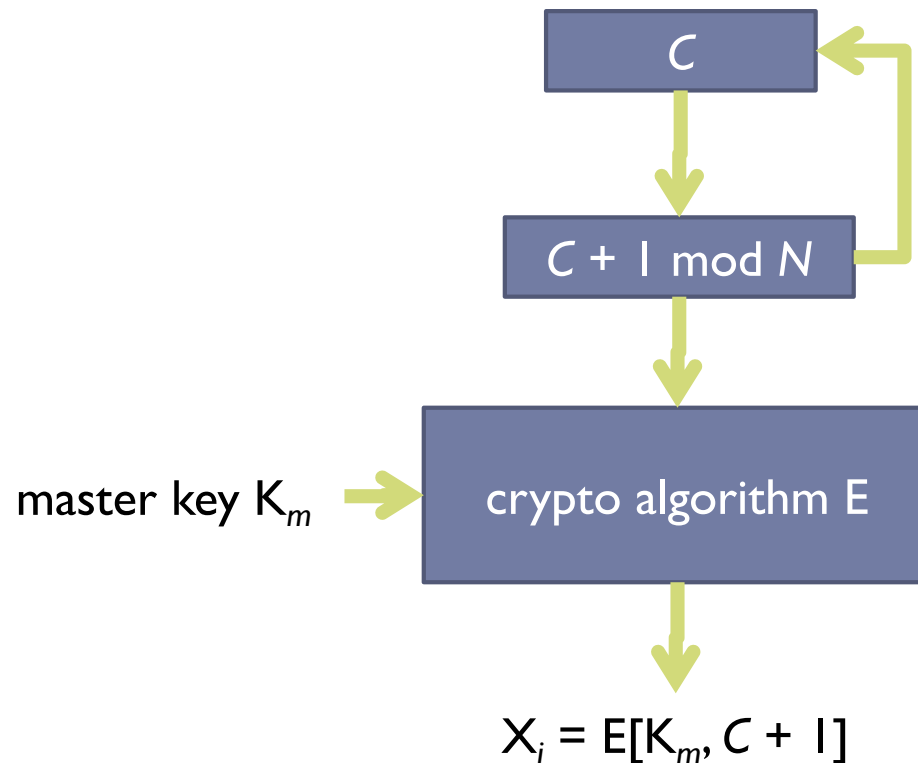 C
C + 1 mod N
master key Kₘ
crypto algorithm E
Xᵢ = E[Kₘ, C + 1]